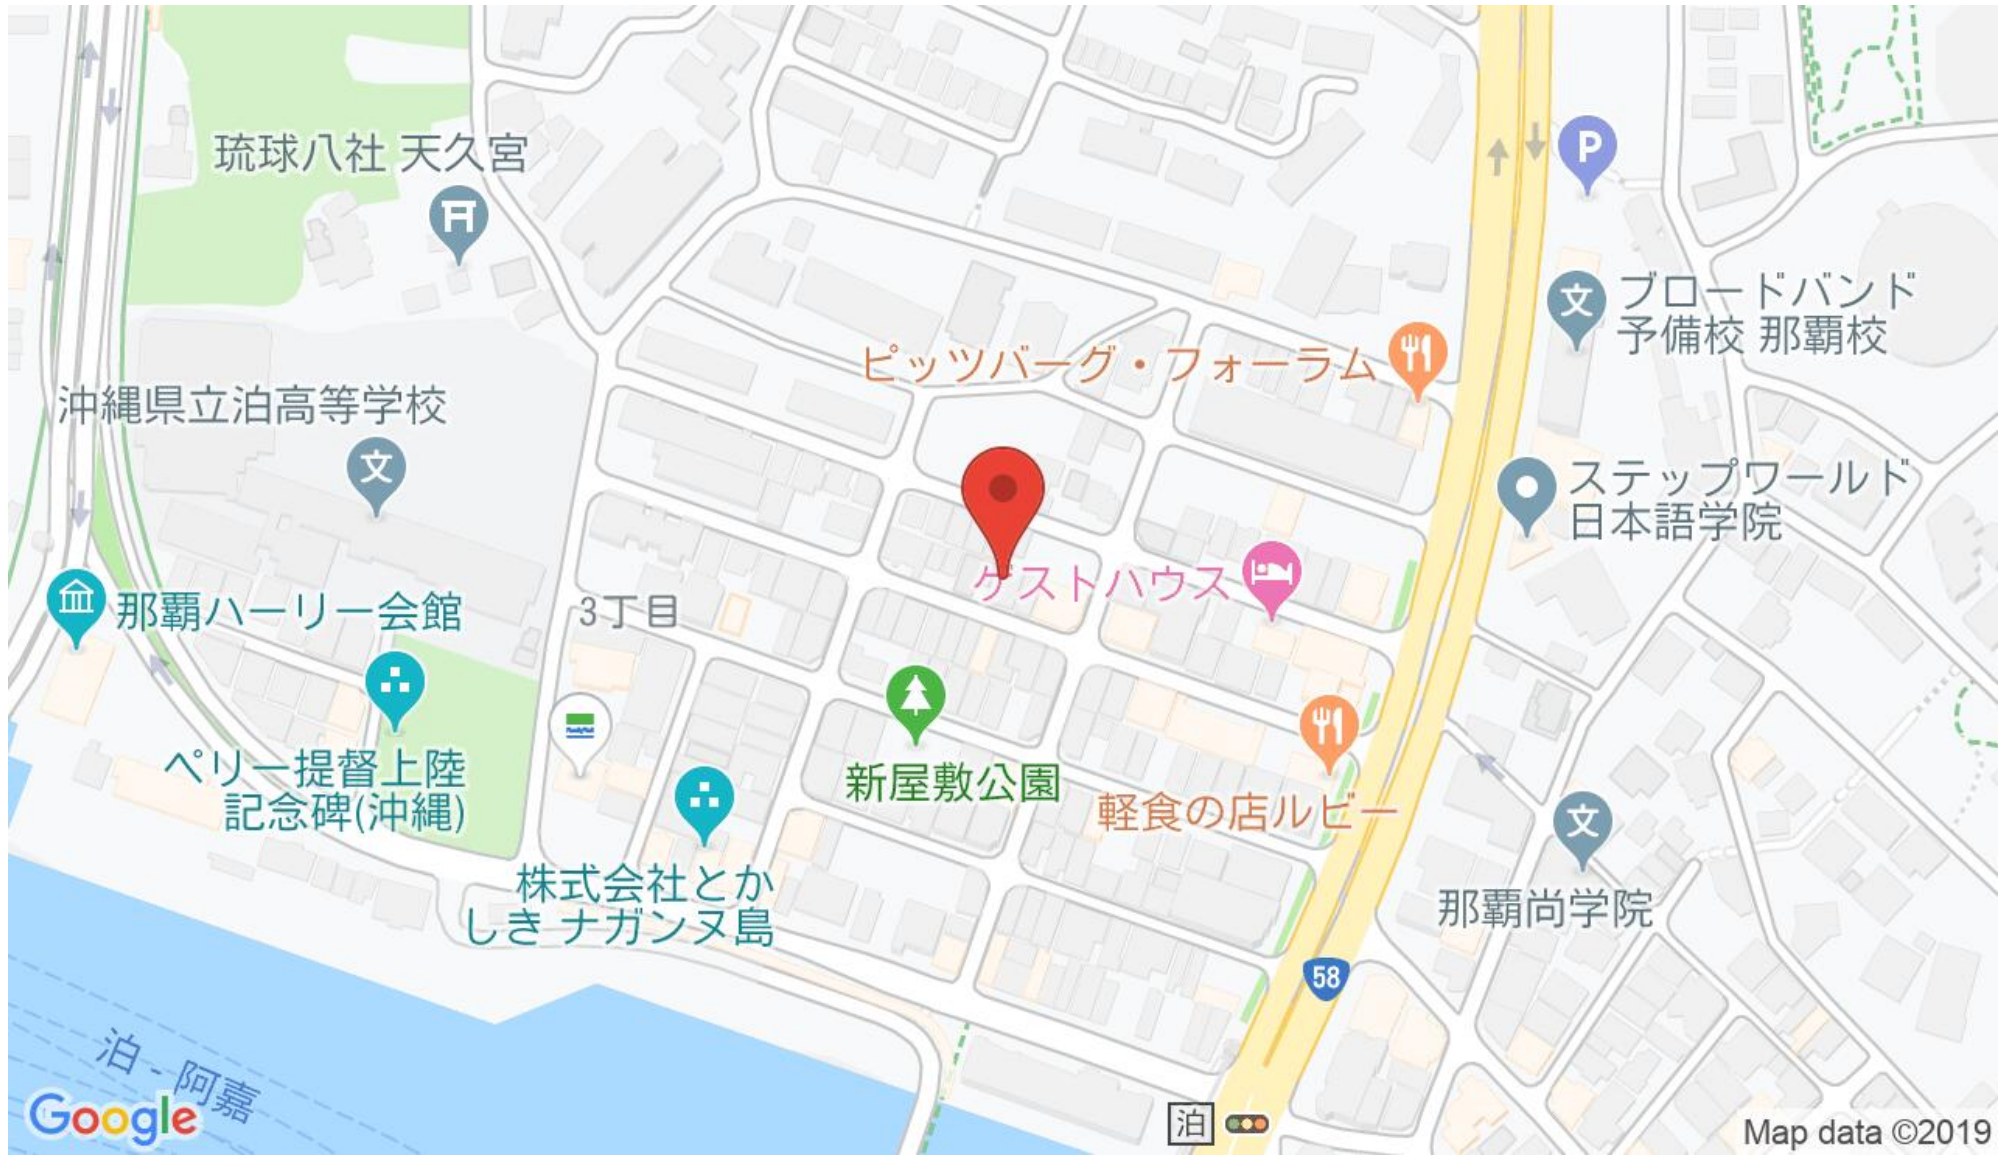 琉球八社 天久宮
P
ブロードバンド
予備校 那覇校
ピッツバーグ・フォーラム
沖縄県立泊高等学校
文
文
ステップワールド
日本語学院
ゲストハウス
那覇ハーリー会館
3丁目
ペリー提督上陸
記念碑(沖縄)
新屋敷公園
軽食の店ルビー
文
株式会社とか
しき ナガンヌ島
那覇尚学院
58
泊 - 阿嘉
Google
泊
Map data ©2019